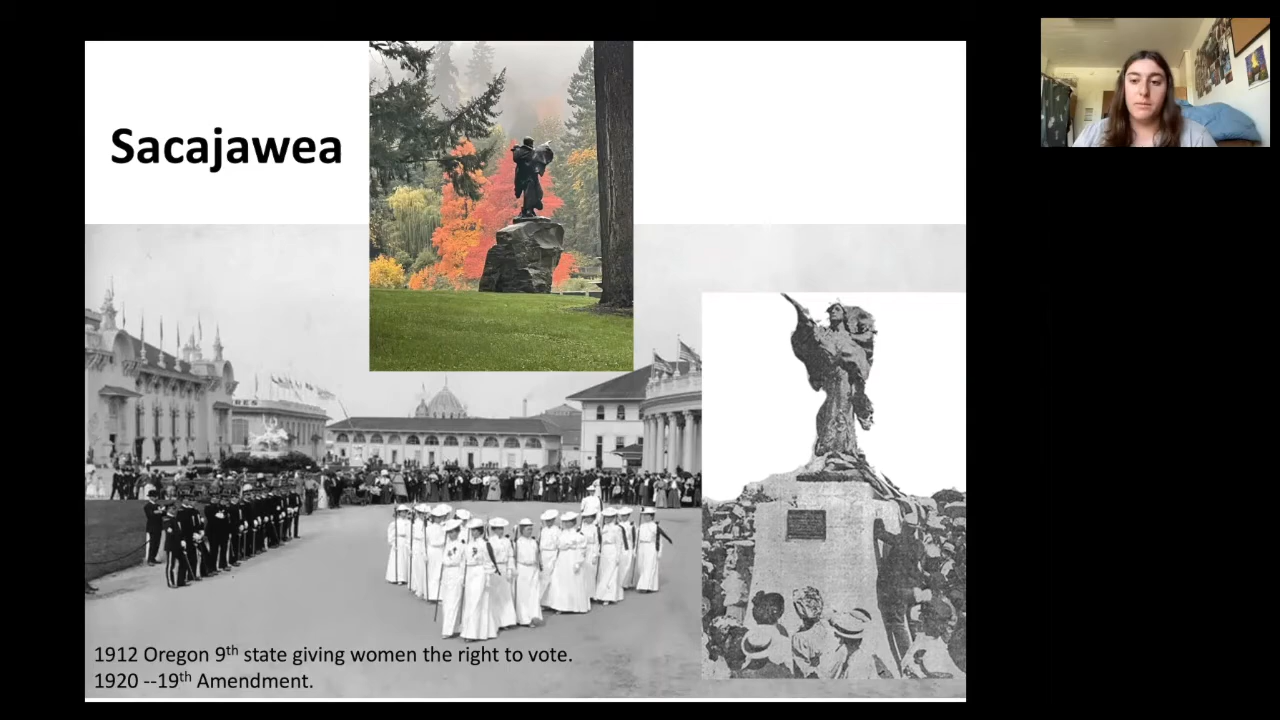 Sacajawea
1912 Oregon 9th state giving women the right to vote.
1920 --19th Amendment.